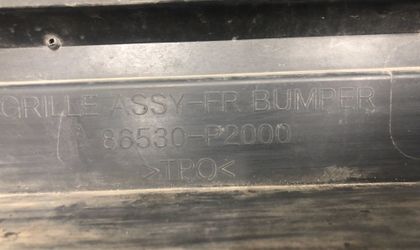 GRILLE ASSY-FR BUMPER
86530-P2000
>TPO<